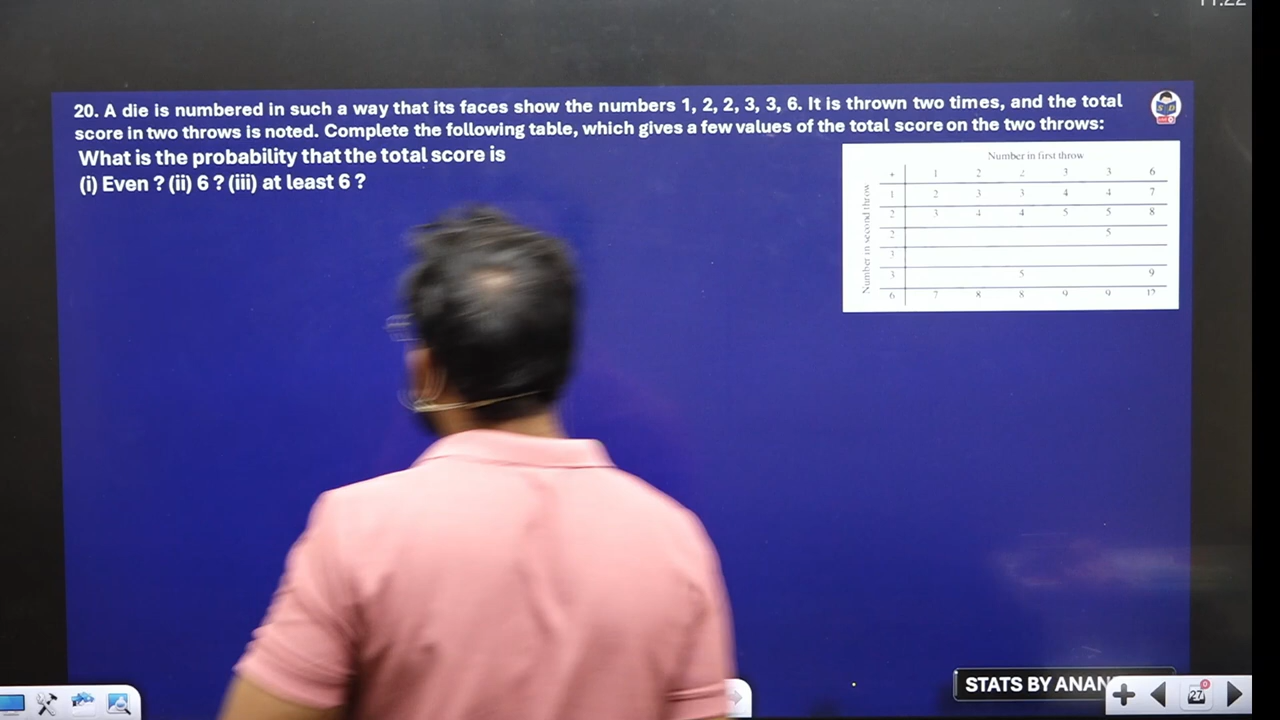 20. A die is numbered in such a way that its faces show the numbers 1, 2, 2, 3, 3, 6. It is thrown two times, and the total
score in two throws is noted. Complete the following table, which gives a few values of the total score on the two throws:
What is the probability that the total score is
(i) Even ? (ii) 6 ? (iii) at least 6 ?
Number in first throw
Number in second throw
+ 1 2 2 3 3 6
1 2 3 3 4 4 7
2 3 4 4 5 5 8
2 5
3
3 5 9
6 7 8 8 9 9 12
STATS BY ANAN
27